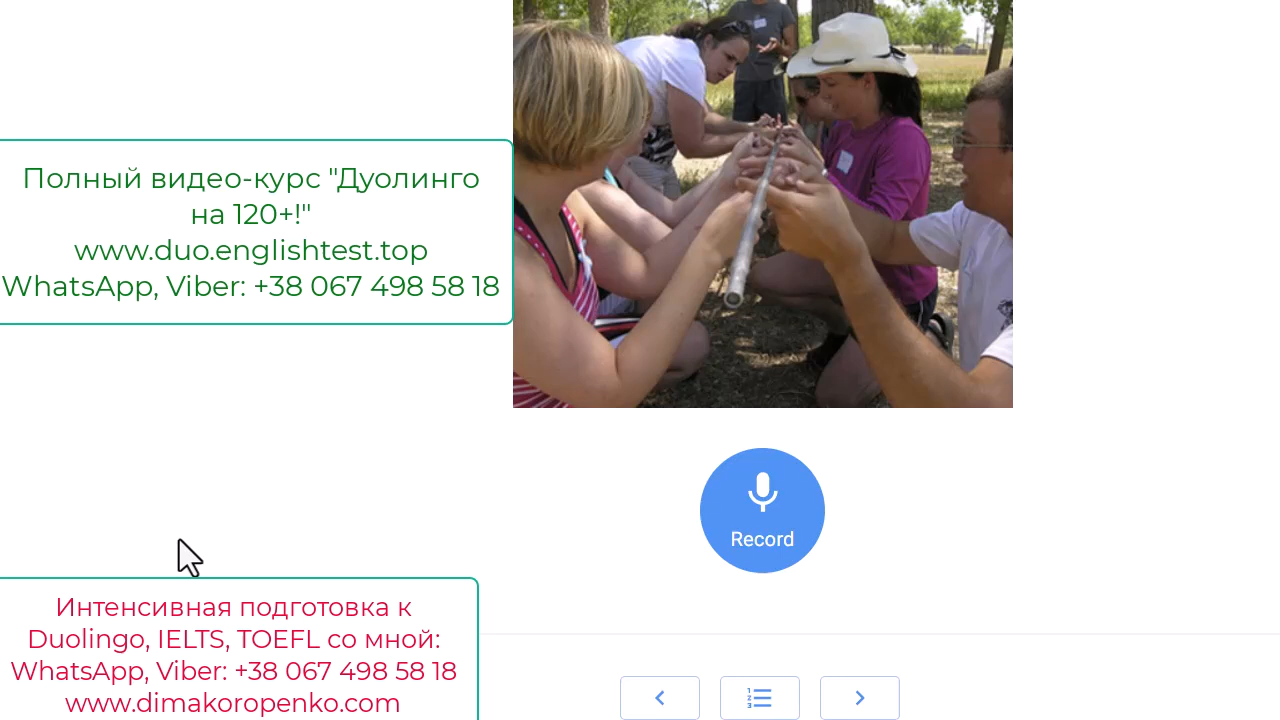 Полный видео-курс "Дуолинго
на 120+!"
www.duo.englishtest.top
WhatsApp, Viber: +38 067 498 58 18
Record
Интенсивная подготовка к
Duolingo, IELTS, TOEFL со мной:
WhatsApp, Viber: +38 067 498 58 18
www.dimakoropenko.com